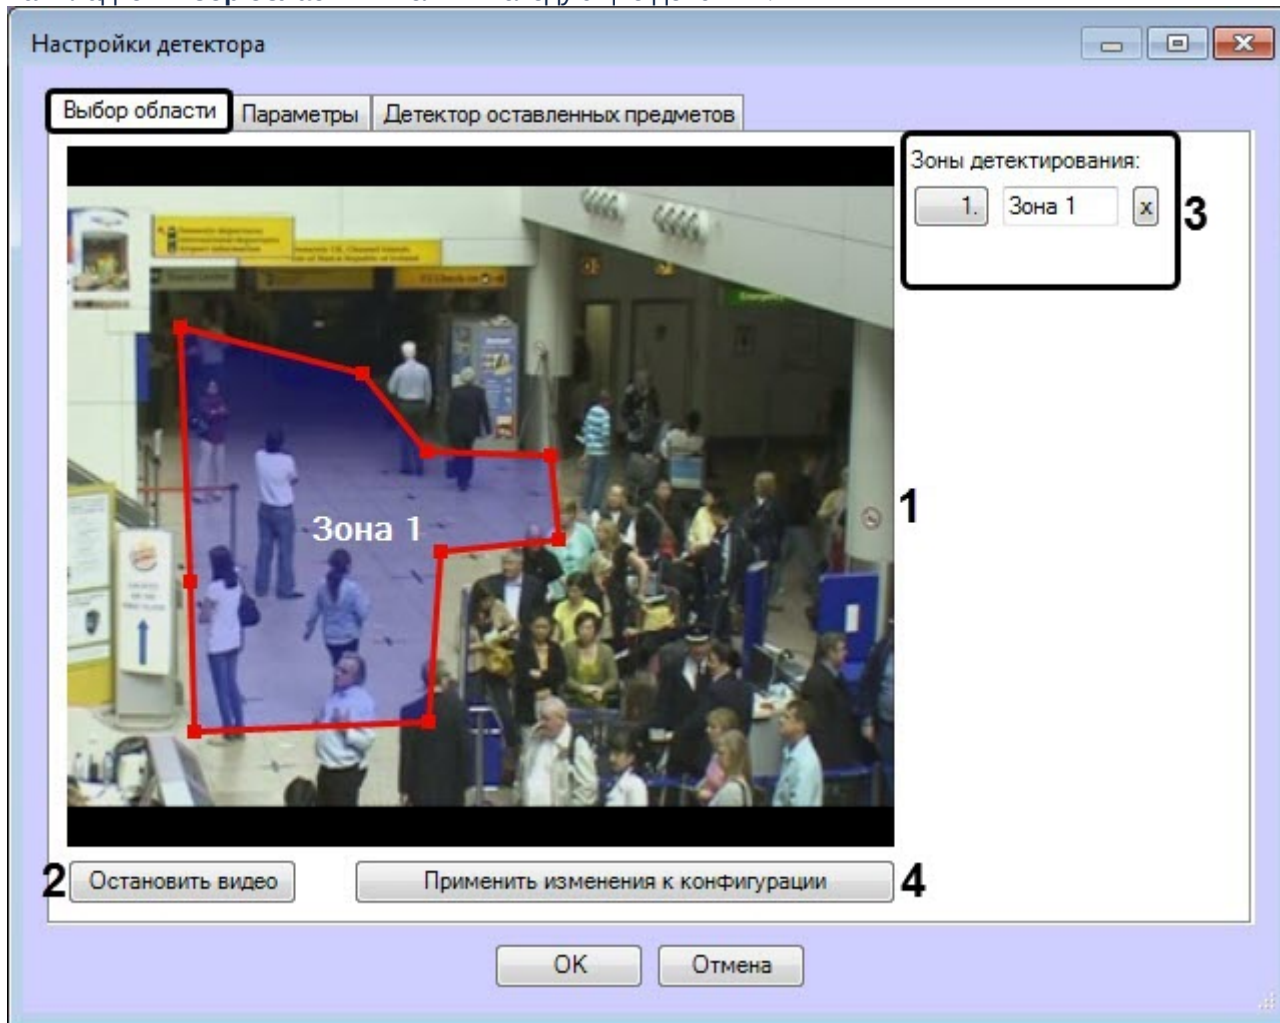 Настройки детектора
Выбор области
Параметры
Детектор оставленных предметов
Зоны детектирования:
1.
Зона 1
x
3
Зона 1
1
2
Остановить видео
Применить изменения к конфигурации
4
OK
Отмена